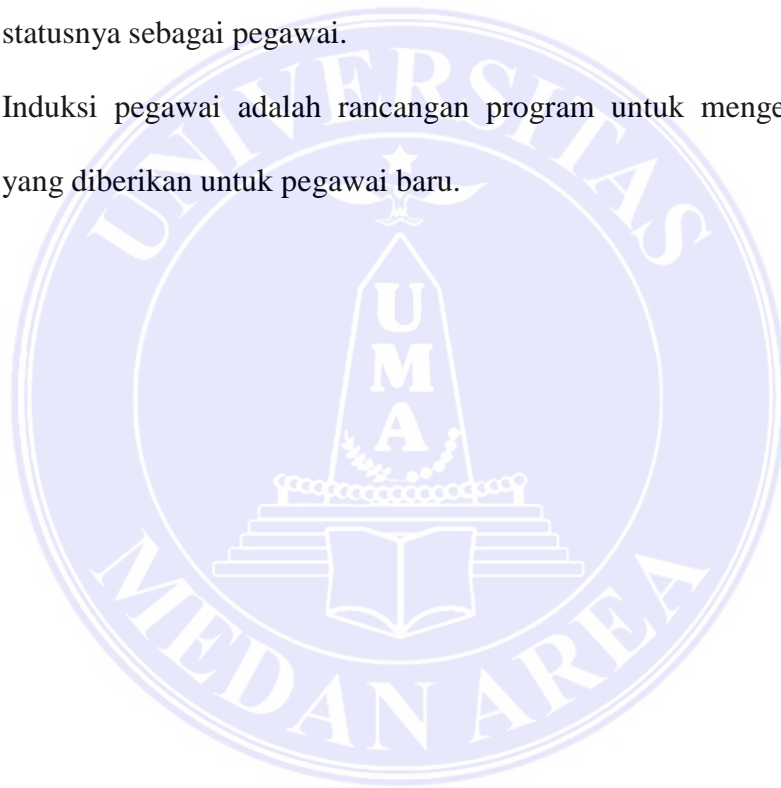 statusnya sebagai pegawai.
Induksi pegawai adalah rancangan program untuk menge
yang diberikan untuk pegawai baru.
UNIVERSITAS
UMA
MEDAN AREA